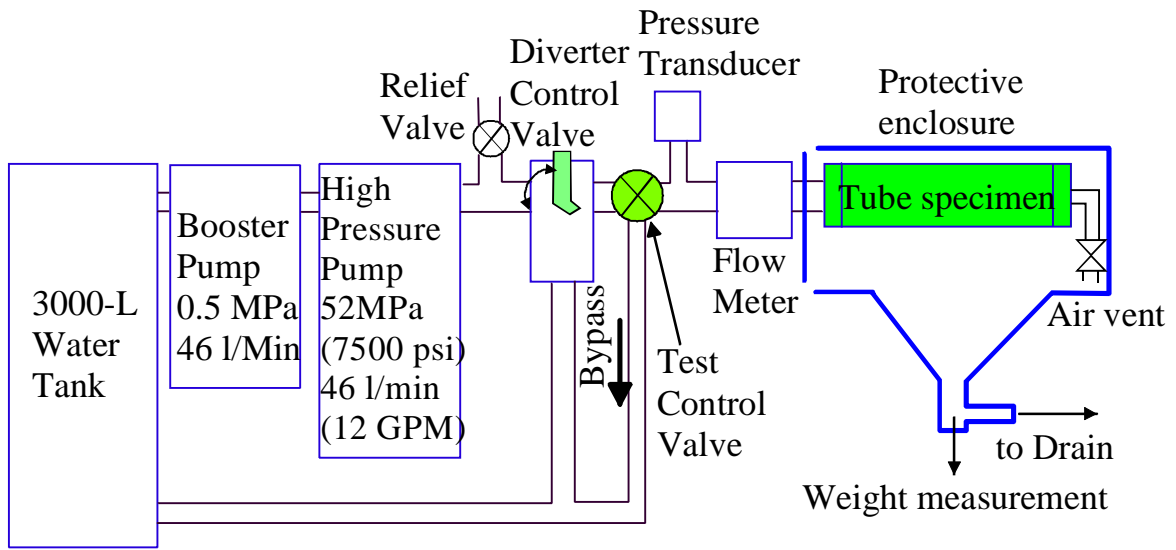 Pressure
Transducer
Diverter
Control
Valve
Relief
Valve
Protective
enclosure
3000-L
Water
Tank
Booster
Pump
0.5 MPa
46 l/Min
High
Pressure
Pump
52MPa
(7500 psi)
46 l/min
(12 GPM)
Bypass
Test
Control
Valve
Flow
Meter
Tube specimen
Air vent
to Drain
Weight measurement